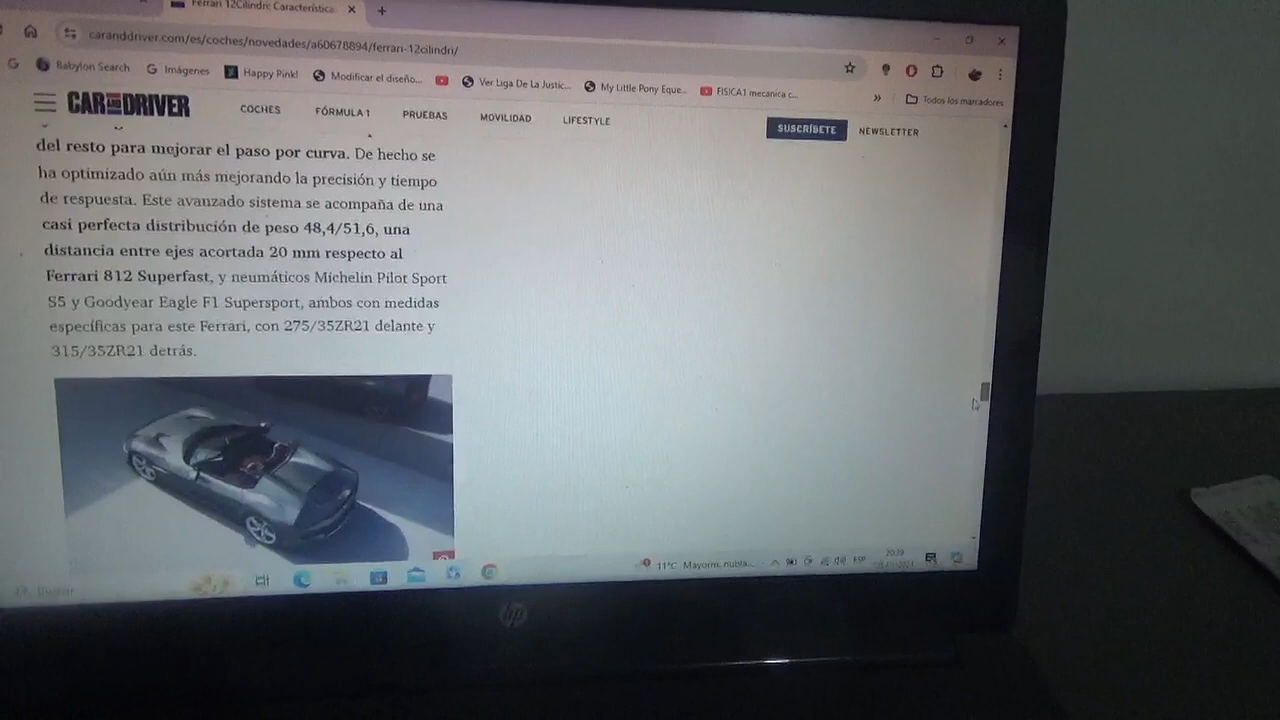 Ferrari 12Cilindri: Característica
caranddriver.com/es/coches/novedades/a60678894/ferrari-12cilindri/
Babylon Search
Imágenes
Happy Pink!
Modificar el diseño...
Ver Liga De La Justic...
My Little Pony Eque...
FISICA1 mecanica c...
Todos los marcadores
CAR AND DRIVER
COCHES
FÓRMULA 1
PRUEBAS
MOVILIDAD
LIFESTYLE
SUSCRÍBETE
NEWSLETTER
del resto para mejorar el paso por curva. De hecho se
ha optimizado aún más mejorando la precisión y tiempo
de respuesta. Este avanzado sistema se acompaña de una
casi perfecta distribución de peso 48,4/51,6, una
distancia entre ejes acortada 20 mm respecto al
Ferrari 812 Superfast, y neumáticos Michelin Pilot Sport
S5 y Goodyear Eagle F1 Supersport, ambos con medidas
específicas para este Ferrari, con 275/35ZR21 delante y
315/35ZR21 detrás.
Buscar
11°C Mayorm. nubla...
ESP
20:39
hp